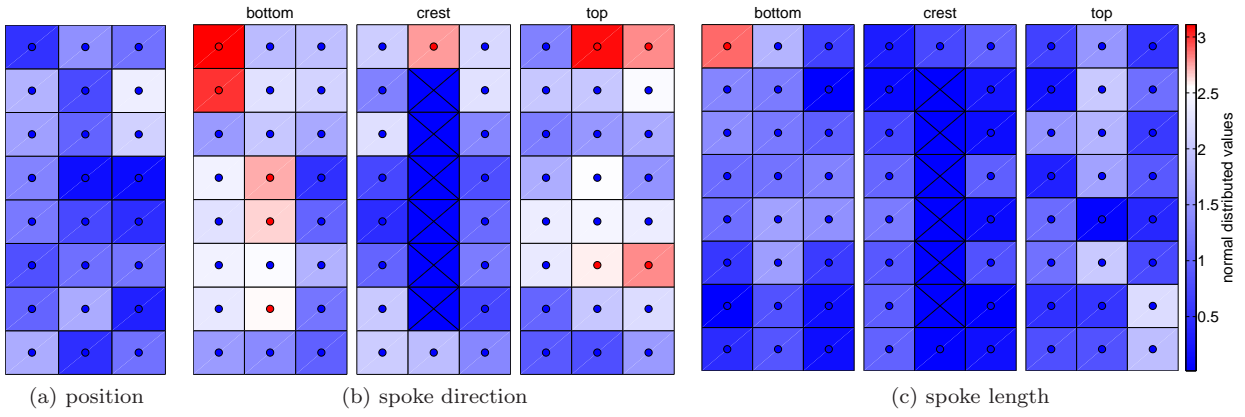 bottom crest top bottom crest top
3
2.5
2
1.5
1
0.5
normal distributed values
(a) position (b) spoke direction (c) spoke length